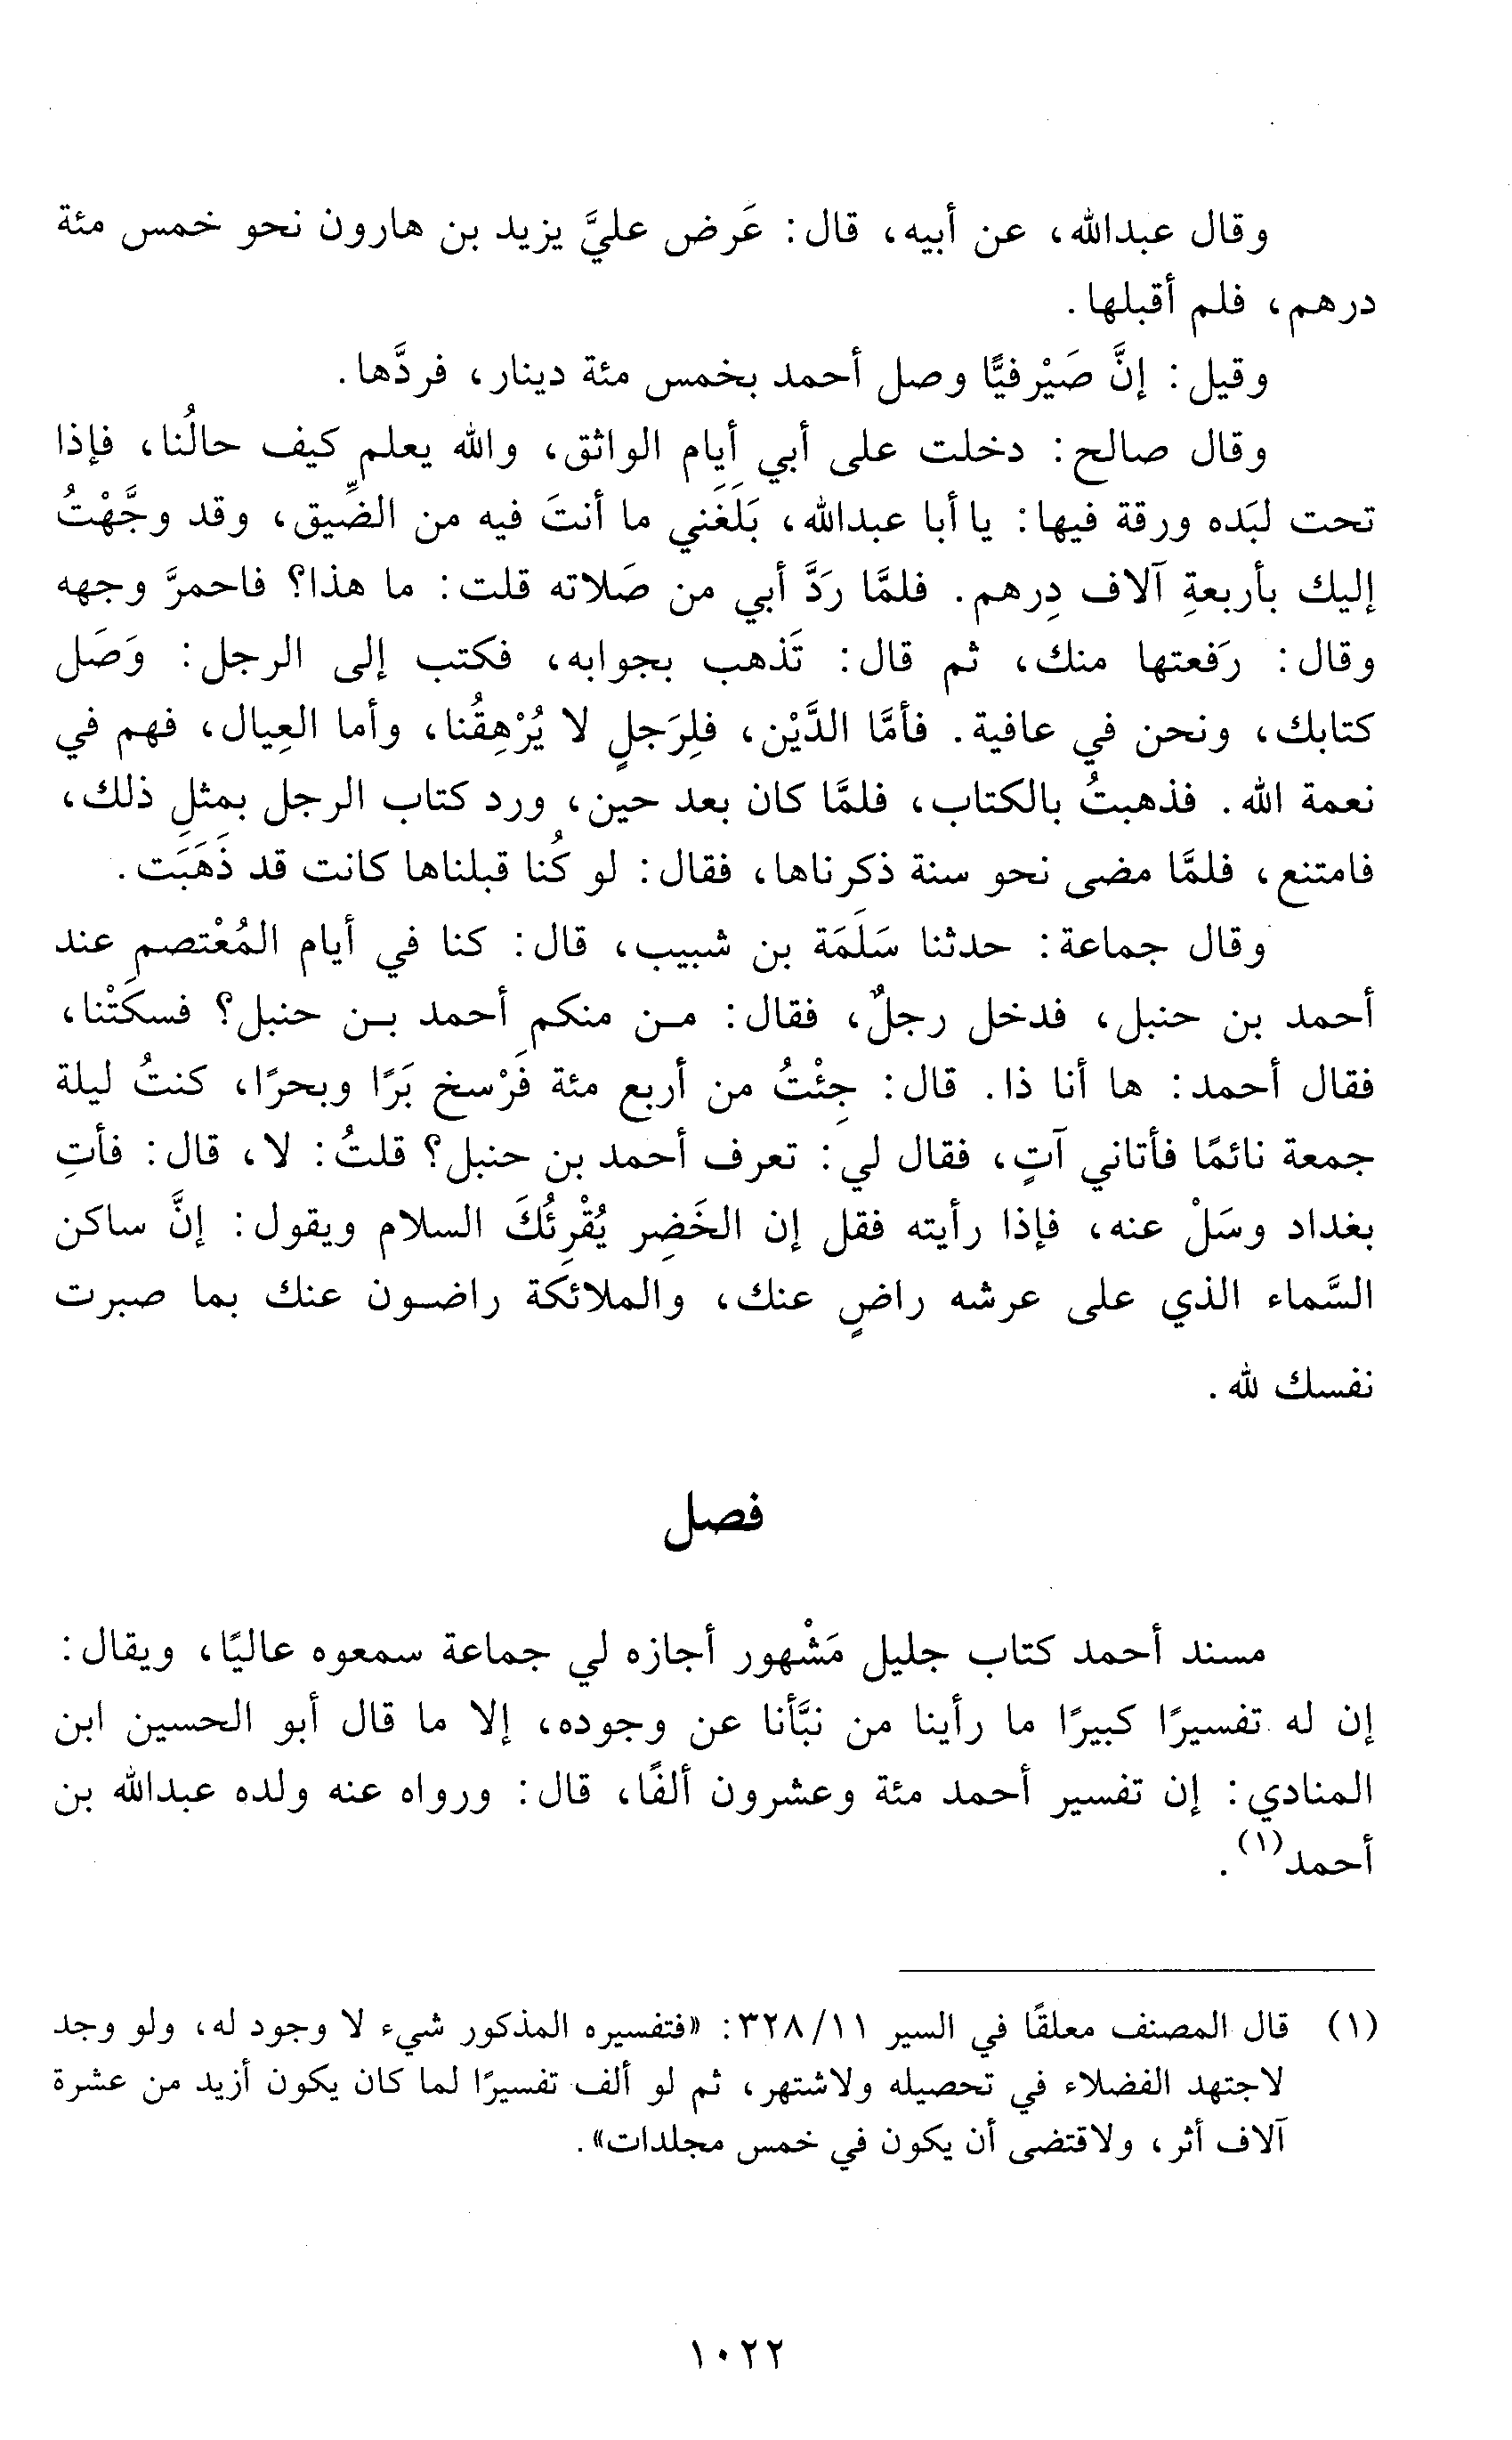 وقال عبدالله، عن أبيه، قال: عَرض عليَّ يزيد بن هارون نحو خمس مئة
درهم، فلم أقبلها.
وقيل: إنَّ صَيْرفيًّا وصل أحمد بخمس مئة دينار، فردَّها.
وقال صالح: دخلت على أبي أيام الواثق، والله يعلم كيف حالُنا، فإذا
تحت لبَده ورقة فيها: يا أبا عبدالله، بَلَغَني ما أنتَ فيه من الضِّيق، وقد وجَّهْتُ
إليك بأربعةِ آلاف دِرهم. فلمَّا رَدَّ أبي من صَلاته قلت: ما هذا؟ فاحمرَّ وجهه
وقال: رَفعتها منك، ثم قال: تَذهب بجوابه، فكتب إلى الرجل: وَصَل
كتابك، ونحن في عافية. فأمَّا الدَّيْن، فلِرَجلٍ لا يُرْهِقُنا، وأما العِيال، فهم في
نعمة الله. فذهبتُ بالكتاب، فلمَّا كان بعد حين، ورد كتاب الرجل بمثلِ ذلك،
فامتنع، فلمَّا مضى نحو سنة ذكرناها، فقال: لو كُنا قبلناها كانت قد ذَهَبَت.
وقال جماعة: حدثنا سَلَمَة بن شبيب، قال: كنا في أيام المُعْتصم عند
أحمد بن حنبل، فدخل رجلٌ، فقال: من منكم أحمد بن حنبل؟ فسكَتْنا،
فقال أحمد: ها أنا ذا. قال: جِئْتُ من أربع مئة فَرْسخ بَرًا وبحرًا، كنتُ ليلة
جمعة نائمًا فأتاني آتٍ، فقال لي: تعرف أحمد بن حنبل؟ قلتُ: لا، قال: فأتِ
بغداد وسَلْ عنه، فإذا رأيته فقل إن الخَضِر يُقْرِئُكَ السلام ويقول: إنَّ ساكن
السَّماء الذي على عرشه راضٍ عنك، والملائكة راضون عنك بما صبرت
نفسك لله.
فصل
مسند أحمد كتاب جليل مَشْهور أجازه لي جماعة سمعوه عاليًا، ويقال:
إن له تفسيرًا كبيرًا ما رأينا من نبَّأنا عن وجوده، إلا ما قال أبو الحسين ابن
المنادي: إن تفسير أحمد مئة وعشرون ألفًا، قال: ورواه عنه ولده عبدالله بن
أحمد(١).
(١) قال المصنف معلقًا في السير ٣٢٨/١١: «فتفسيره المذكور شيء لا وجود له، ولو وجد
لاجتهد الفضلاء في تحصيله ولاشتهر، ثم لو ألف تفسيرًا لما كان يكون أزيد من عشرة
آلاف أثر، ولاقتضى أن يكون في خمس مجلدات».
١٠٢٢